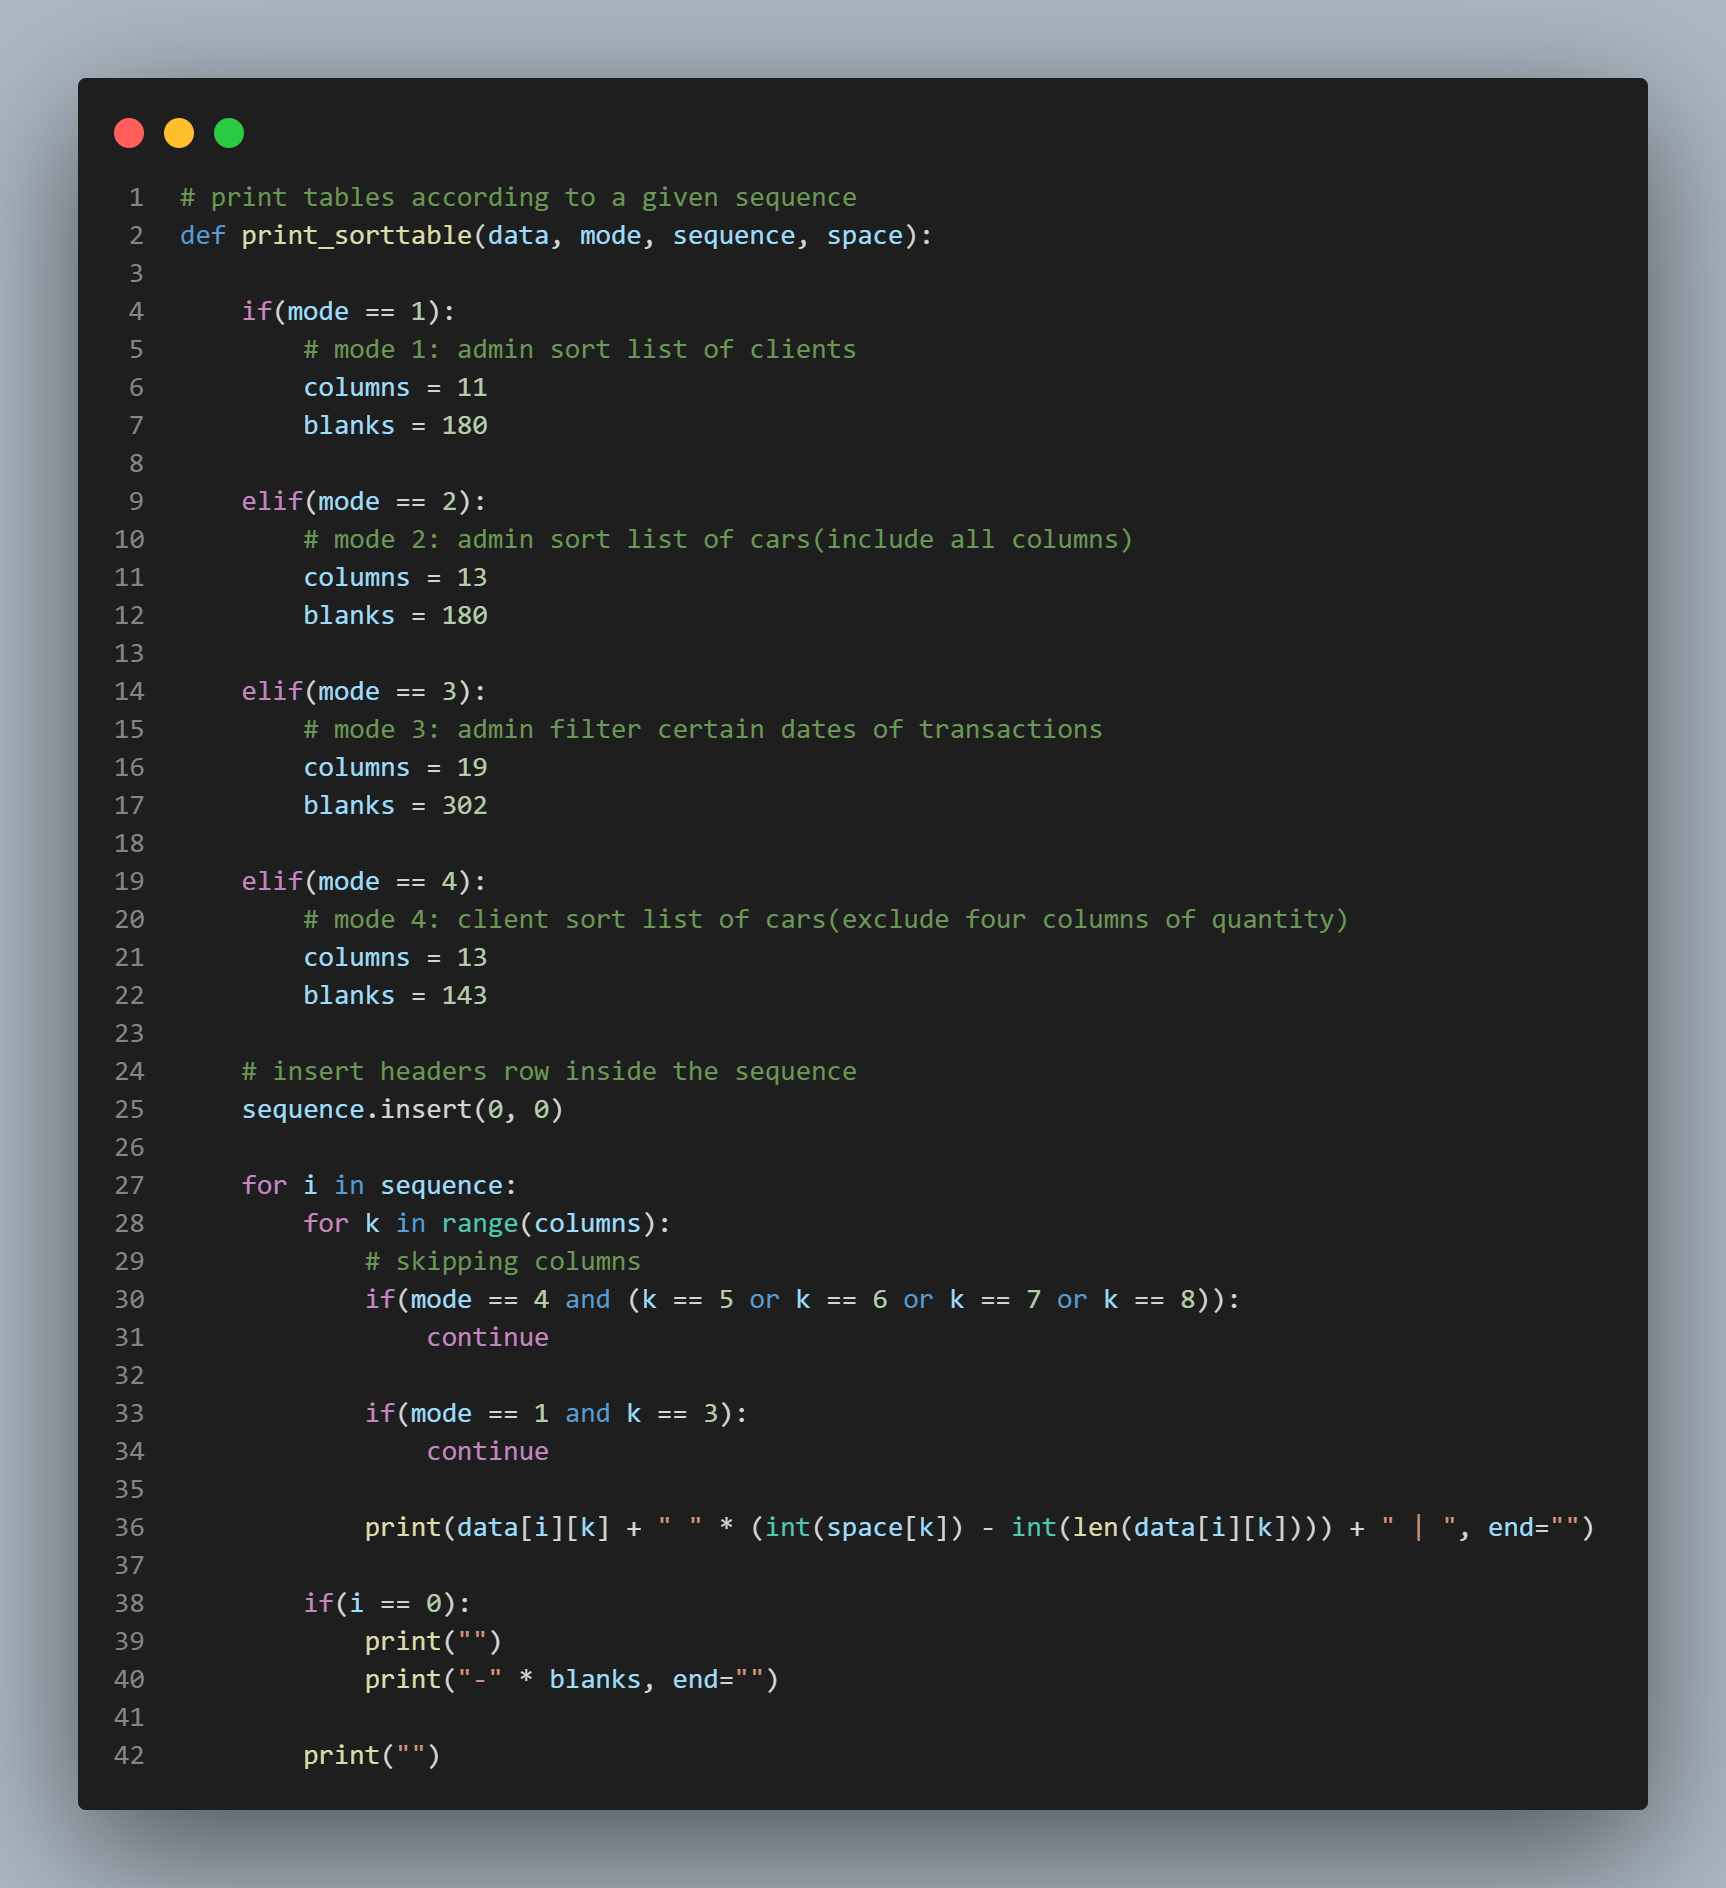 1 # print tables according to a given sequence
2 def print_sorttable(data, mode, sequence, space):
3
4     if(mode == 1):
5         # mode 1: admin sort list of clients
6         columns = 11
7         blanks = 180
8
9     elif(mode == 2):
10         # mode 2: admin sort list of cars(include all columns)
11         columns = 13
12         blanks = 180
13
14     elif(mode == 3):
15         # mode 3: admin filter certain dates of transactions
16         columns = 19
17         blanks = 302
18
19     elif(mode == 4):
20         # mode 4: client sort list of cars(exclude four columns of quantity)
21         columns = 13
22         blanks = 143
23
24     # insert headers row inside the sequence
25     sequence.insert(0, 0)
26
27     for i in sequence:
28         for k in range(columns):
29             # skipping columns
30             if(mode == 4 and (k == 5 or k == 6 or k == 7 or k == 8)):
31                 continue
32
33             if(mode == 1 and k == 3):
34                 continue
35
36             print(data[i][k] + " " * (int(space[k]) - int(len(data[i][k]))) + " | ", end="")
37
38         if(i == 0):
39             print("")
40             print("-" * blanks, end="")
41
42         print("")